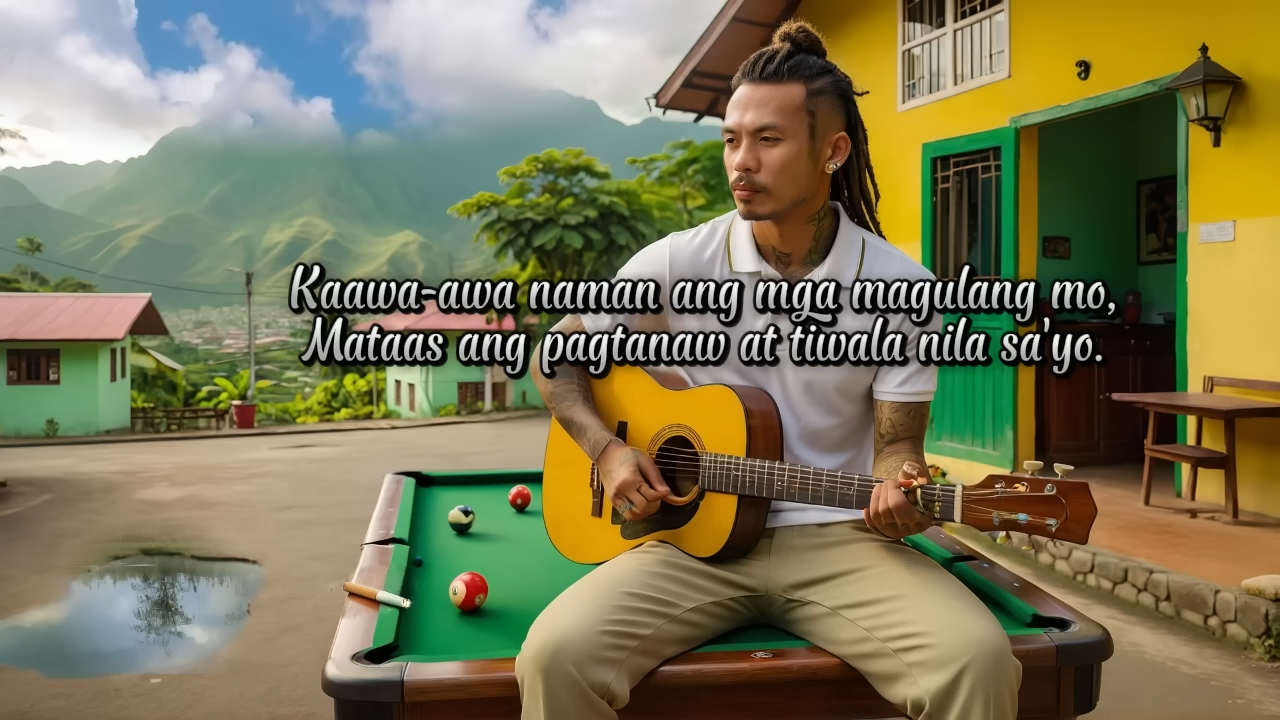 Kaawa-awa naman ang mga magulang mo,
Mataas ang pagtanaw at tiwala nila sa'yo.